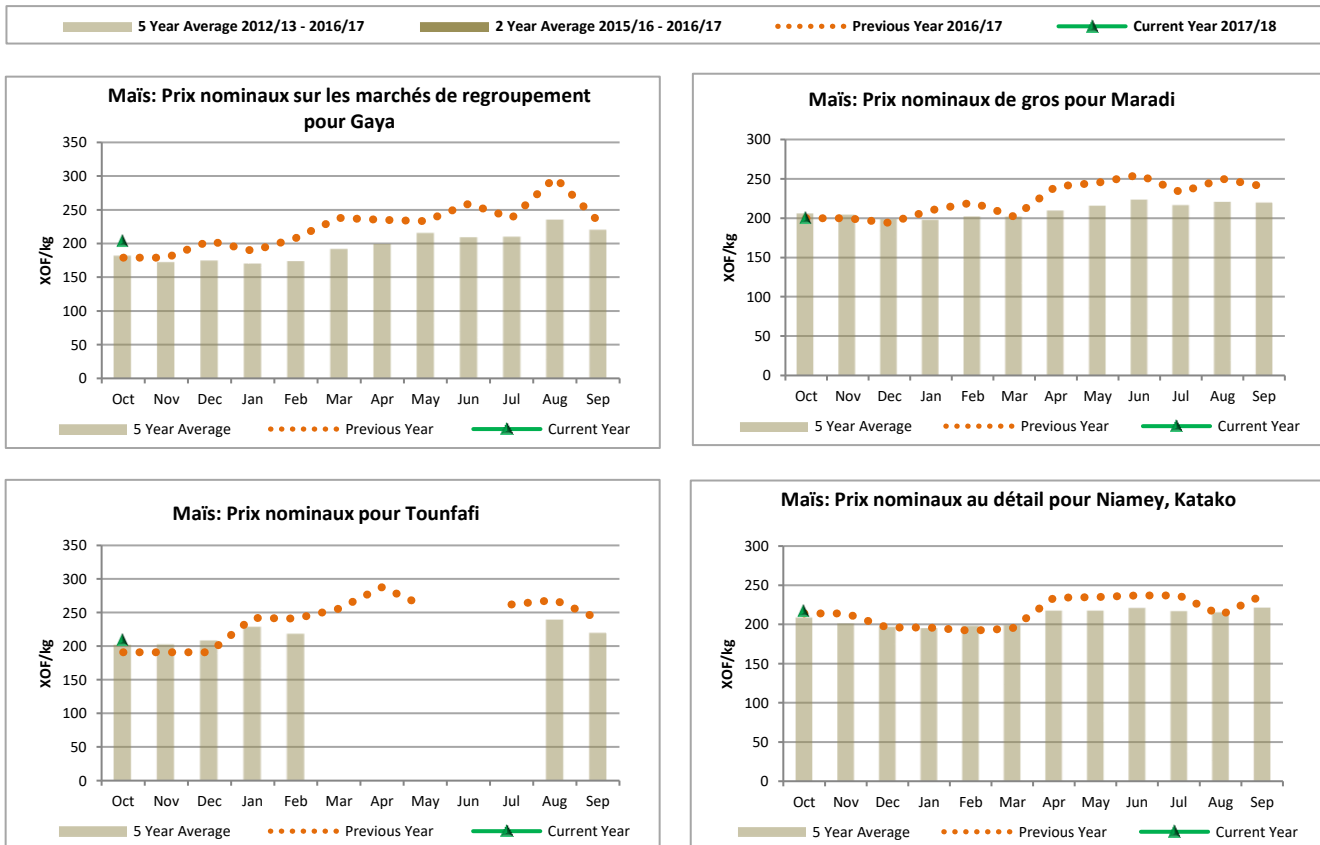 5 Year Average 2012/13 - 2016/17 2 Year Average 2015/16 - 2016/17 Previous Year 2016/17 Current Year 2017/18
Maïs: Prix nominaux sur les marchés de regroupement
pour Gaya
350
300
250
200
150
100
50
0
XOF/kg
Oct Nov Dec Jan Feb Mar Apr May Jun Jul Aug Sep
5 Year Average Previous Year Current Year
Maïs: Prix nominaux de gros pour Maradi
300
250
200
150
100
50
0
XOF/kg
Oct Nov Dec Jan Feb Mar Apr May Jun Jul Aug Sep
5 Year Average Previous Year Current Year
Maïs: Prix nominaux pour Tounfafi
350
300
250
200
150
100
50
0
XOF/kg
Oct Nov Dec Jan Feb Mar Apr May Jun Jul Aug Sep
5 Year Average Previous Year Current Year
Maïs: Prix nominaux au détail pour Niamey, Katako
300
250
200
150
100
50
0
XOF/kg
Oct Nov Dec Jan Feb Mar Apr May Jun Jul Aug Sep
5 Year Average Previous Year Current Year